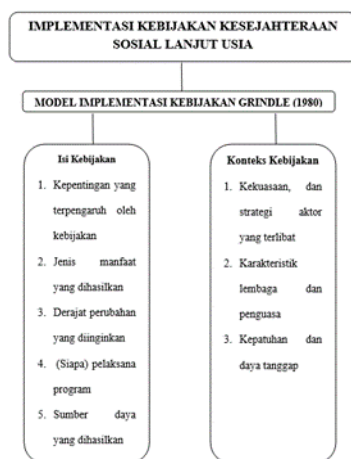 IMPLEMENTASI KEBIJAKAN KESEJAHTERAAN
SOSIAL LANJUT USIA
MODEL IMPLEMENTASI KEBIJAKAN GRINDLE (1980)
Isi Kebijakan
1. Kepentingan yang
terpengaruh oleh
kebijakan
2. Jenis manfaat
yang dihasilkan
3. Derajat perubahan
yang diinginkan
4. (Siapa) pelaksana
program
5. Sumber daya
yang dihasilkan
Konteks Kebijakan
1. Kekuasaan, dan
strategi aktor
yang terlibat
2. Karakteristik
lembaga dan
penguasa
3. Kepatuhan dan
daya tanggap